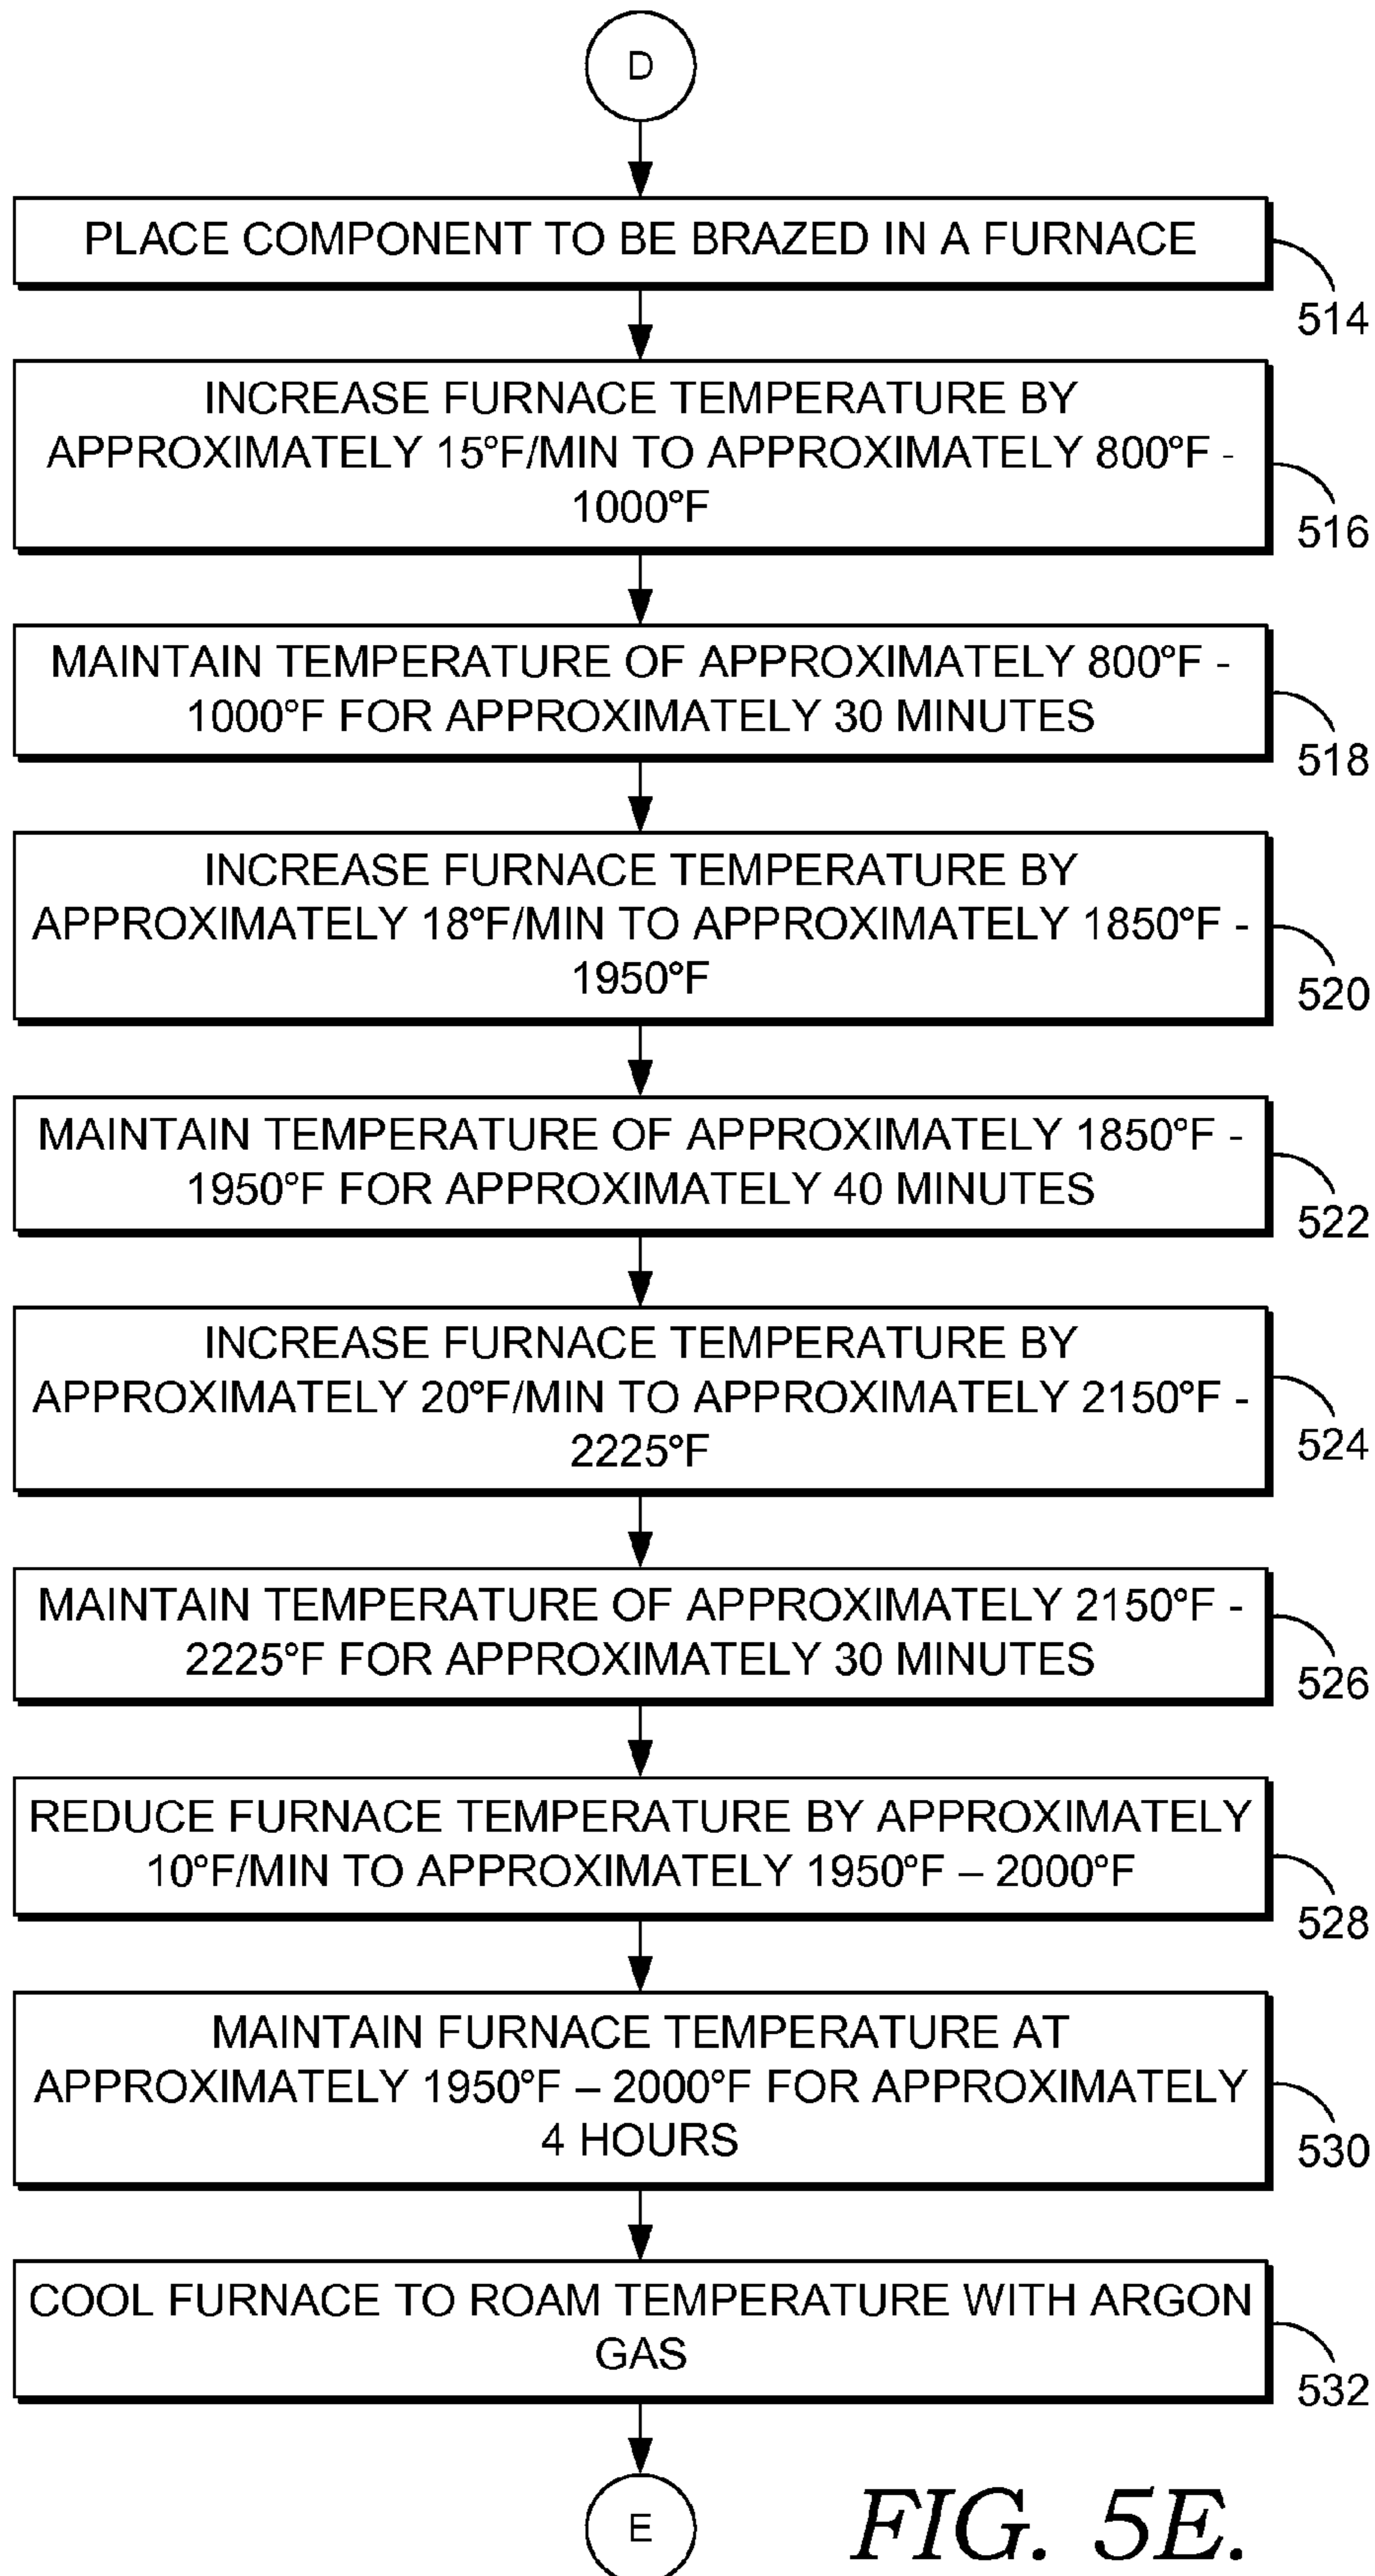 D
PLACE COMPONENT TO BE BRAZED IN A FURNACE
514
INCREASE FURNACE TEMPERATURE BY
APPROXIMATELY 15°F/MIN TO APPROXIMATELY 800°F -
1000°F
516
MAINTAIN TEMPERATURE OF APPROXIMATELY 800°F -
1000°F FOR APPROXIMATELY 30 MINUTES
518
INCREASE FURNACE TEMPERATURE BY
APPROXIMATELY 18°F/MIN TO APPROXIMATELY 1850°F -
1950°F
520
MAINTAIN TEMPERATURE OF APPROXIMATELY 1850°F -
1950°F FOR APPROXIMATELY 40 MINUTES
522
INCREASE FURNACE TEMPERATURE BY
APPROXIMATELY 20°F/MIN TO APPROXIMATELY 2150°F -
2225°F
524
MAINTAIN TEMPERATURE OF APPROXIMATELY 2150°F -
2225°F FOR APPROXIMATELY 30 MINUTES
526
REDUCE FURNACE TEMPERATURE BY APPROXIMATELY
10°F/MIN TO APPROXIMATELY 1950°F – 2000°F
528
MAINTAIN FURNACE TEMPERATURE AT
APPROXIMATELY 1950°F – 2000°F FOR APPROXIMATELY
4 HOURS
530
COOL FURNACE TO ROAM TEMPERATURE WITH ARGON
GAS
532
E
FIG. 5E.